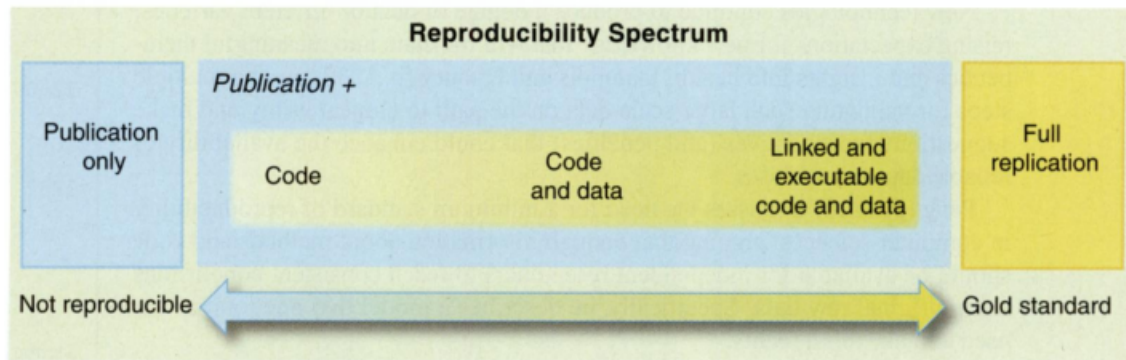 Reproducibility Spectrum
Publication +
Publication
only
Code
Code
and data
Linked and
executable
code and data
Full
replication
Not reproducible
Gold standard